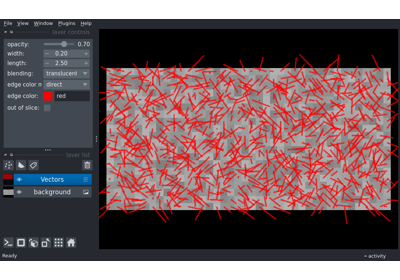 File View Window Plugins Help
layer controls
opacity: 0.70
width: 0.20
length: 2.50
blending: translucent
edge color m direct
edge color: red
out of slice:
layer list
Vectors
background
Ready
activity